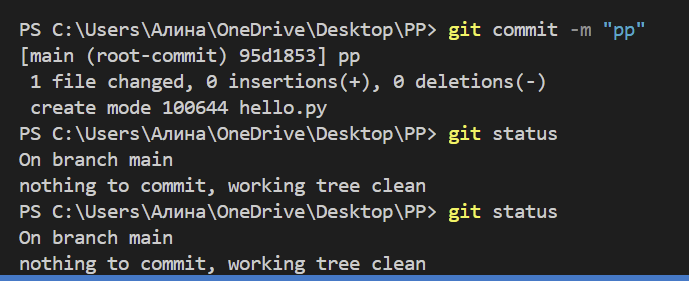 PS C:\Users\Алина\OneDrive\Desktop\PP> git commit -m "pp"
[main (root-commit) 95d1853] pp
 1 file changed, 0 insertions(+), 0 deletions(-)
 create mode 100644 hello.py
PS C:\Users\Алина\OneDrive\Desktop\PP> git status
On branch main
nothing to commit, working tree clean
PS C:\Users\Алина\OneDrive\Desktop\PP> git status
On branch main
nothing to commit, working tree clean